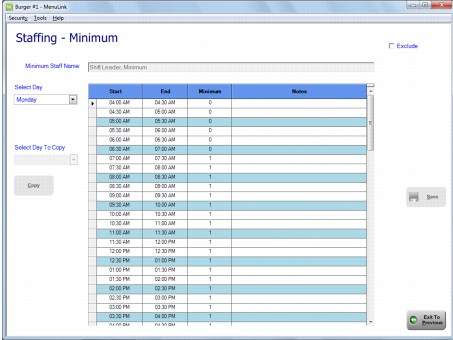 Burger #1 - MenuLink
Security Tools Help
Staffing - Minimum
Exclude
Minimum Staff Name: Shift Leader, Minimum
Select Day
Monday
Select Day To Copy
Copy
Start End Minimum Notes
04:00 AM 04:30 AM 0
04:30 AM 05:00 AM 0
05:00 AM 05:30 AM 0
05:30 AM 06:00 AM 0
06:00 AM 06:30 AM 0
06:30 AM 07:00 AM 0
07:00 AM 07:30 AM 1
07:30 AM 08:00 AM 1
08:00 AM 08:30 AM 1
08:30 AM 09:00 AM 1
09:00 AM 09:30 AM 1
09:30 AM 10:00 AM 1
10:00 AM 10:30 AM 1
10:30 AM 11:00 AM 1
11:00 AM 11:30 AM 1
11:30 AM 12:00 PM 1
12:00 PM 12:30 PM 1
12:30 PM 01:00 PM 1
01:00 PM 01:30 PM 1
01:30 PM 02:00 PM 1
02:00 PM 02:30 PM 1
02:30 PM 03:00 PM 1
03:00 PM 03:30 PM 1
03:30 PM 04:00 PM 1
04:00 PM 04:30 PM 1
Save
Exit To
Previous